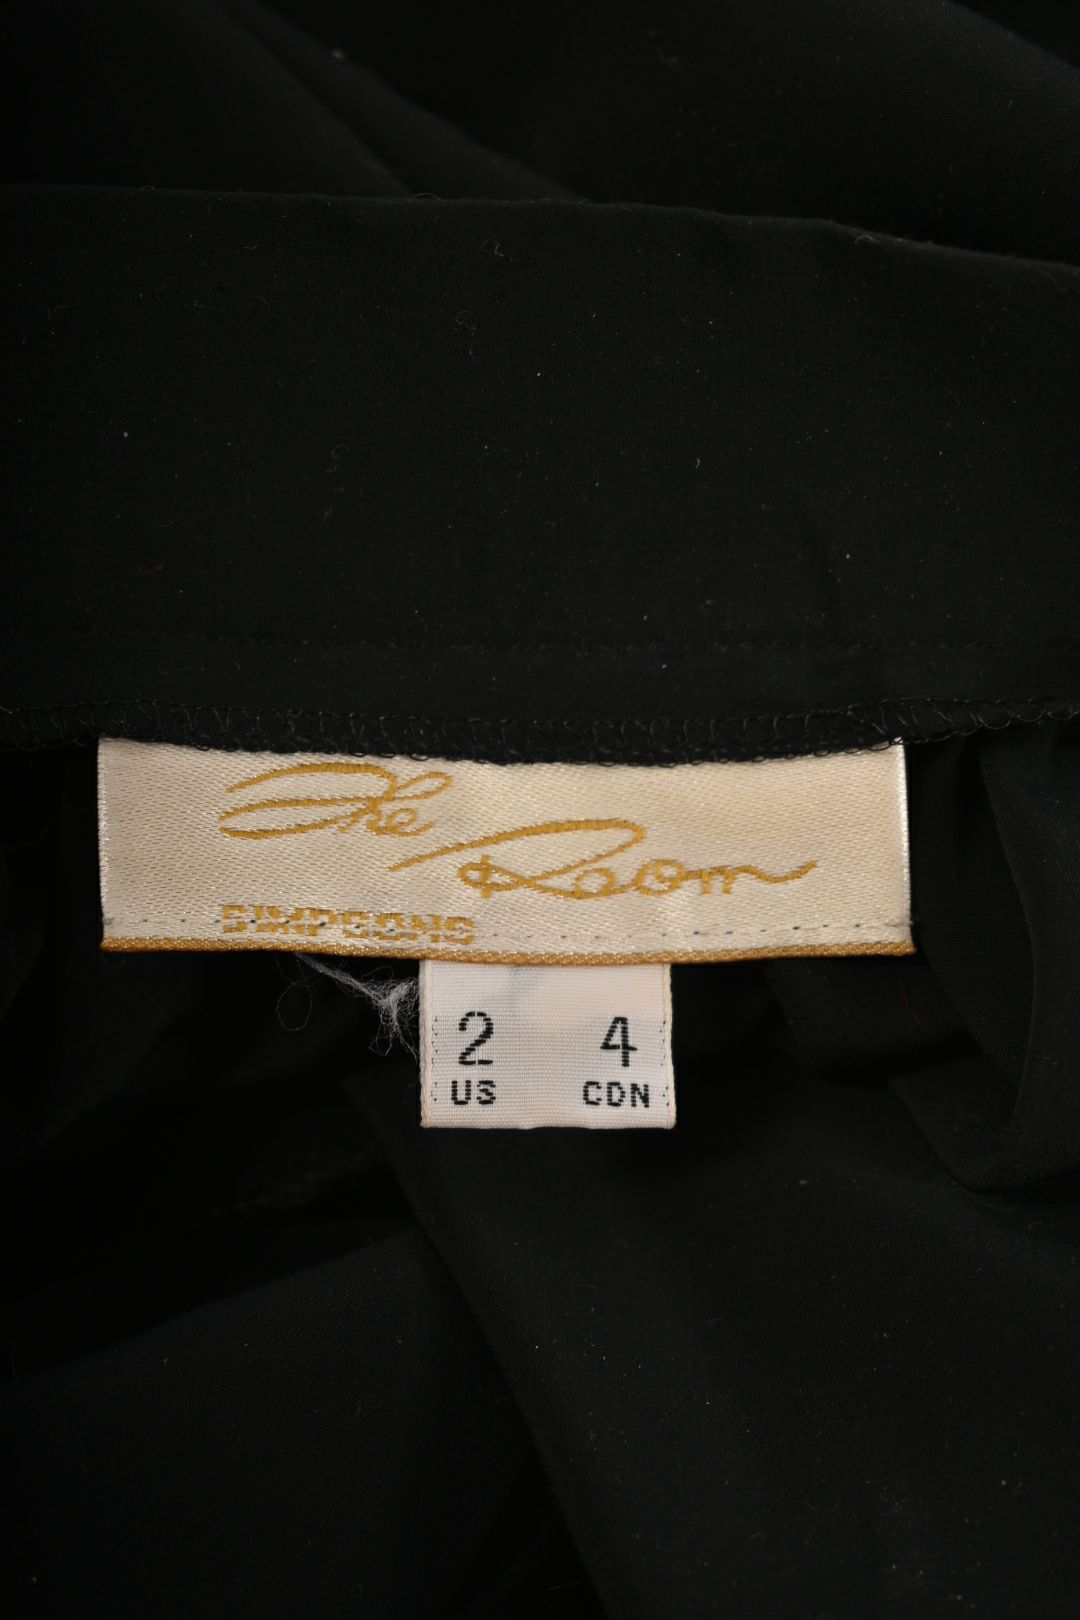 The
Room
SIMPSONS
2 4
US CDN